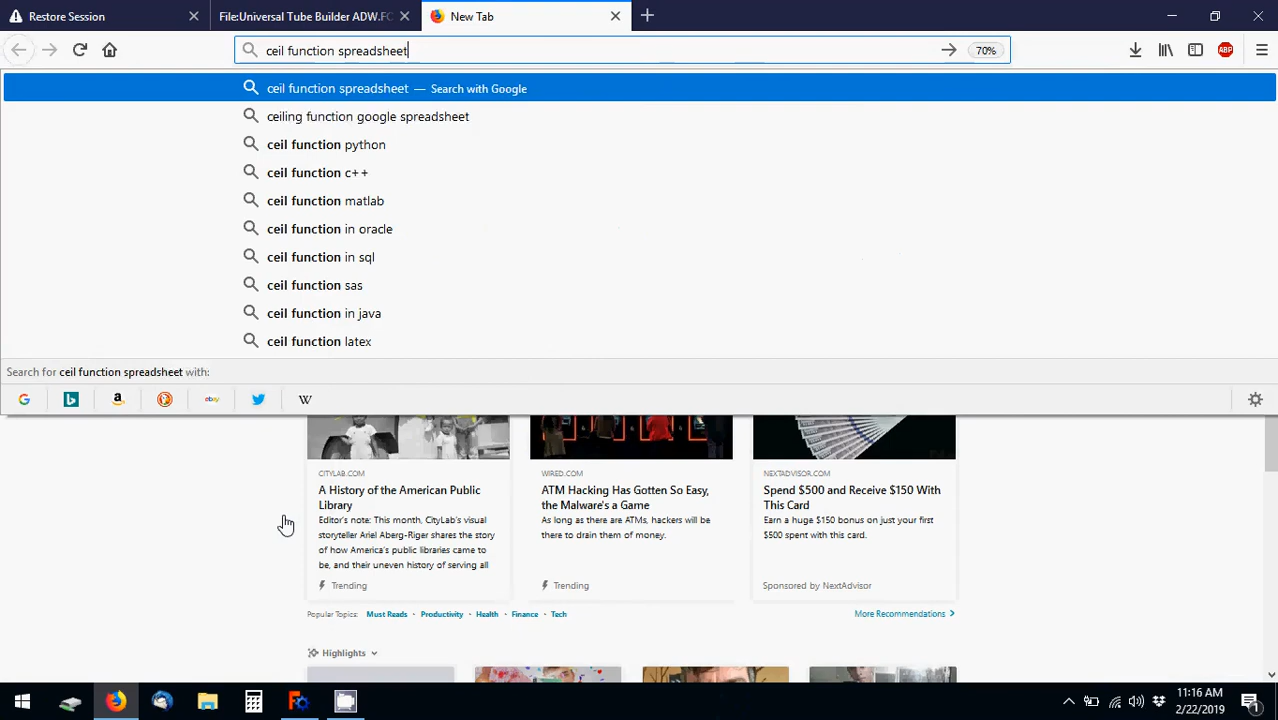 Restore Session
File:Universal Tube Builder ADW.FC
New Tab
ceil function spreadsheet
70%
ABP
ceil function spreadsheet — Search with Google
ceiling function google spreadsheet
ceil function python
ceil function c++
ceil function matlab
ceil function in oracle
ceil function in sql
ceil function sas
ceil function in java
ceil function latex
Search for ceil function spreadsheet with:
G b a ebay W
CITYLAB.COM
A History of the American Public
Library
Editor's note: This month, CityLab's visual
storyteller Ariel Aberg-Riger shares the story
of how America's public libraries came to
be, and their uneven history of serving all
Trending
WIRED.COM
ATM Hacking Has Gotten So Easy,
the Malware's a Game
As long as there are ATMs, hackers will be
there to drain them of money.
Trending
NEXTADVISOR.COM
Spend $500 and Receive $150 With
This Card
Earn a huge $150 bonus on just your first
$500 spent with this card.
Sponsored by NextAdvisor
Popular Topics: Must Reads · Productivity · Health · Finance · Tech
More Recommendations
Highlights
11:16 AM
2/22/2019
1